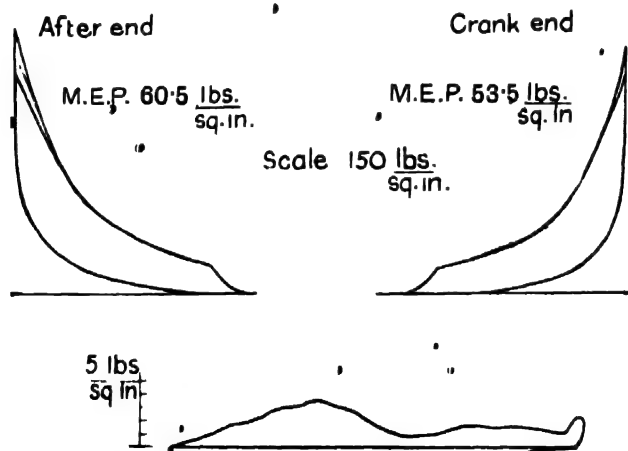 After end
Crank end
M.E.P. 60·5 lbs.
sq. in.
M.E.P. 53·5 lbs.
sq. in
Scale 150 lbs.
sq. in.
5 lbs
sq in